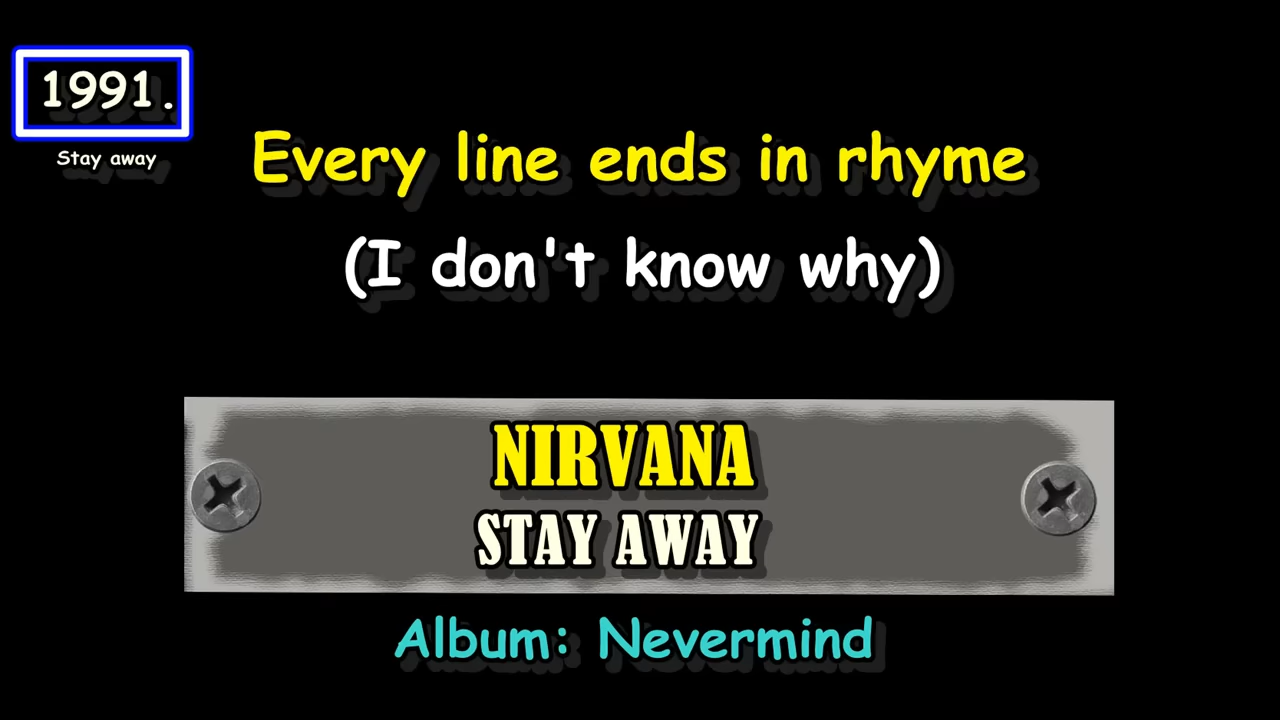 1991.
Stay away
Every line ends in rhyme
(I don't know why)
NIRVANA
STAY AWAY
Album: Nevermind